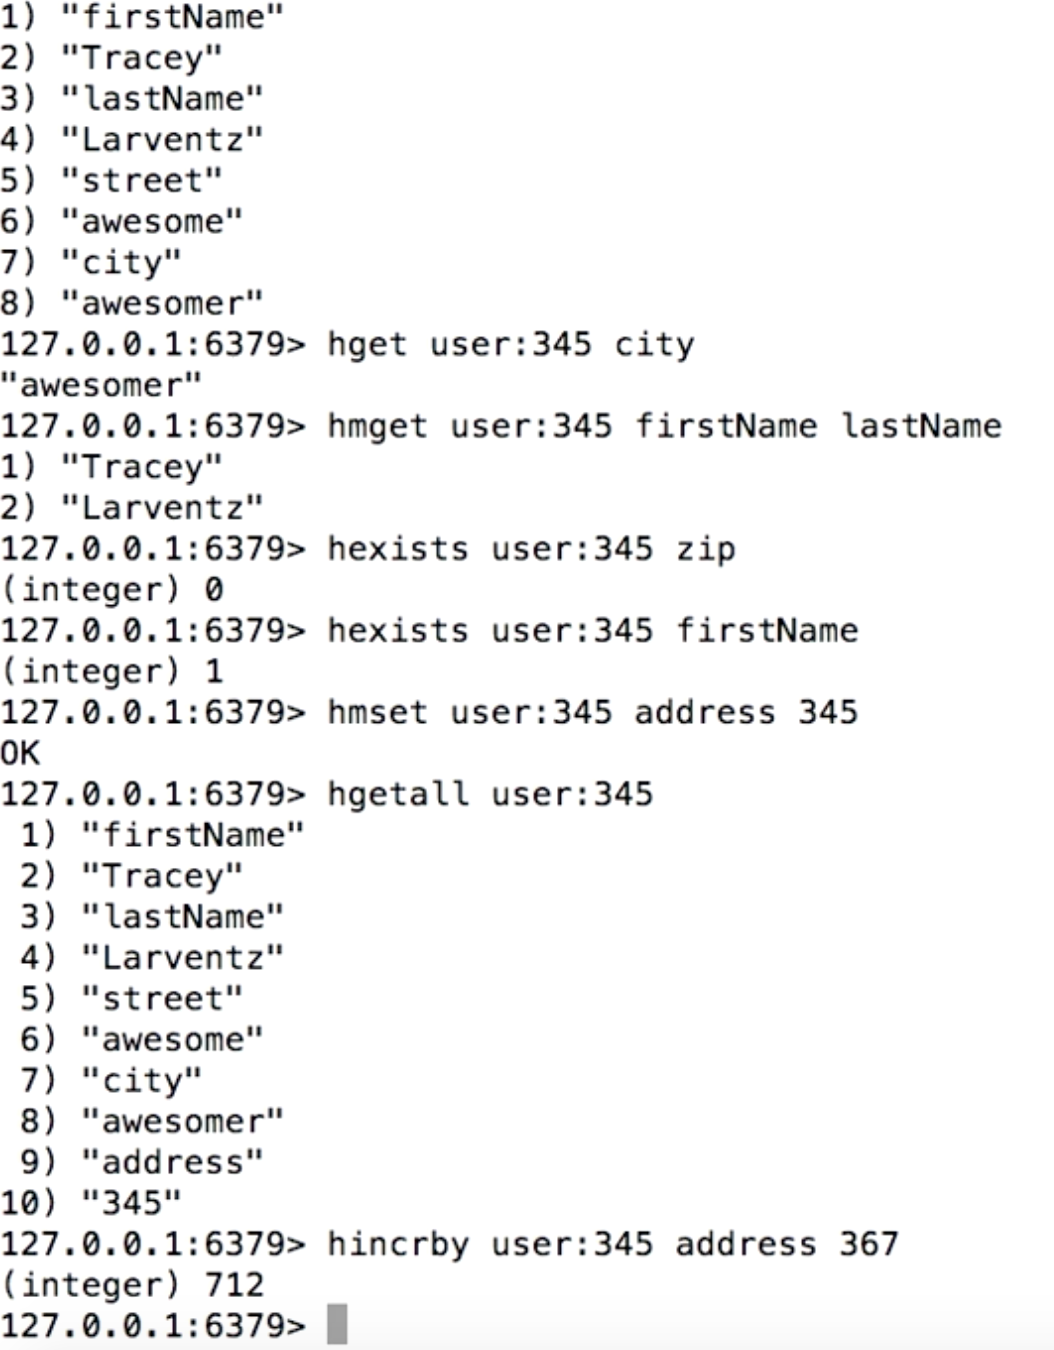 1) "firstName"
2) "Tracey"
3) "lastName"
4) "Larventz"
5) "street"
6) "awesome"
7) "city"
8) "awesomer"
127.0.0.1:6379> hget user:345 city
"awesomer"
127.0.0.1:6379> hmget user:345 firstName lastName
1) "Tracey"
2) "Larventz"
127.0.0.1:6379> hexists user:345 zip
(integer) 0
127.0.0.1:6379> hexists user:345 firstName
(integer) 1
127.0.0.1:6379> hmset user:345 address 345
OK
127.0.0.1:6379> hgetall user:345
 1) "firstName"
 2) "Tracey"
 3) "lastName"
 4) "Larventz"
 5) "street"
 6) "awesome"
 7) "city"
 8) "awesomer"
 9) "address"
10) "345"
127.0.0.1:6379> hincrby user:345 address 367
(integer) 712
127.0.0.1:6379>